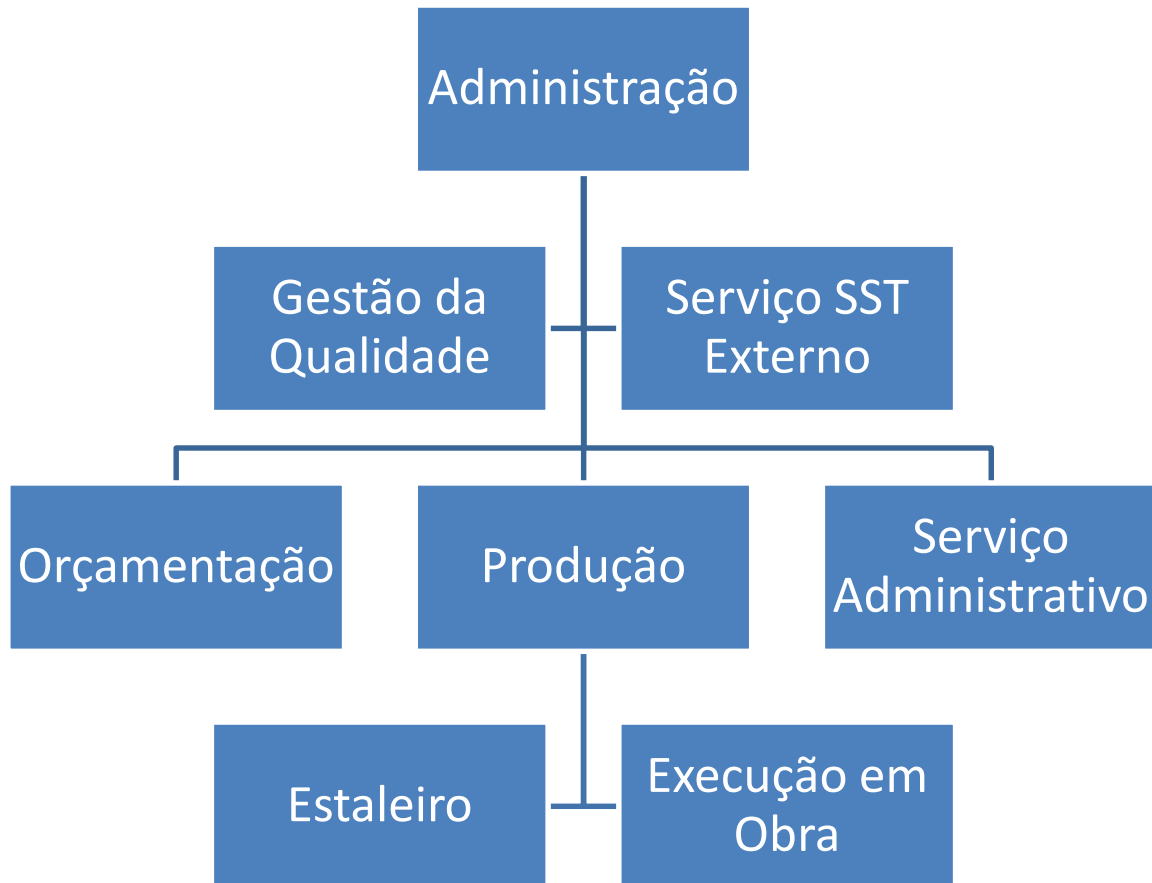 Administração
Gestão da
Qualidade
Serviço SST
Externo
Orçamentação
Produção
Serviço
Administrativo
Estaleiro
Execução em
Obra